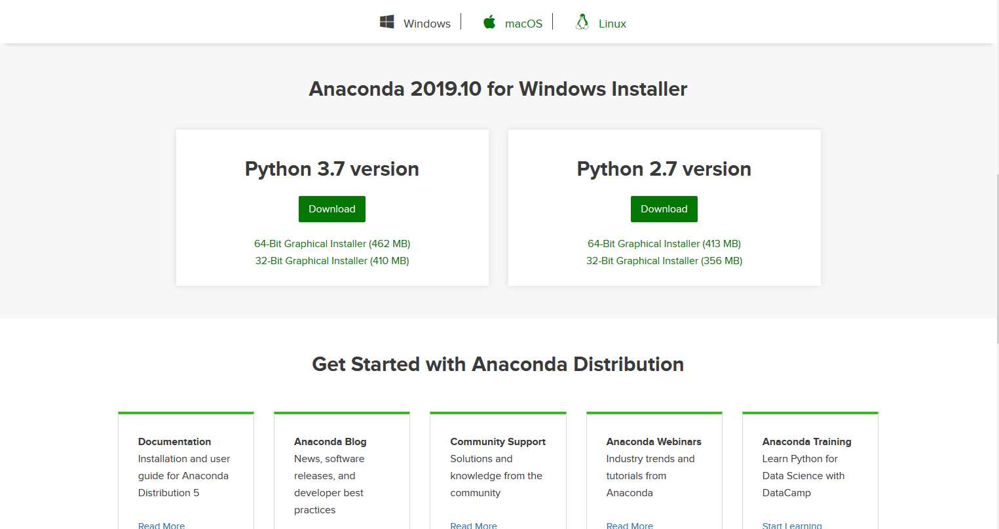 Windows
macOS
Linux
Anaconda 2019.10 for Windows Installer
Python 3.7 version
Download
64-Bit Graphical Installer (462 MB)
32-Bit Graphical Installer (410 MB)
Python 2.7 version
Download
64-Bit Graphical Installer (413 MB)
32-Bit Graphical Installer (356 MB)
Get Started with Anaconda Distribution
Documentation
Installation and user
guide for Anaconda
Distribution 5
Read More
Anaconda Blog
News, software
releases, and
developer best
practices
Community Support
Solutions and
knowledge from the
community
Read More
Anaconda Webinars
Industry trends and
tutorials from
Anaconda
Read More
Anaconda Training
Learn Python for
Data Science with
DataCamp
Start Learning